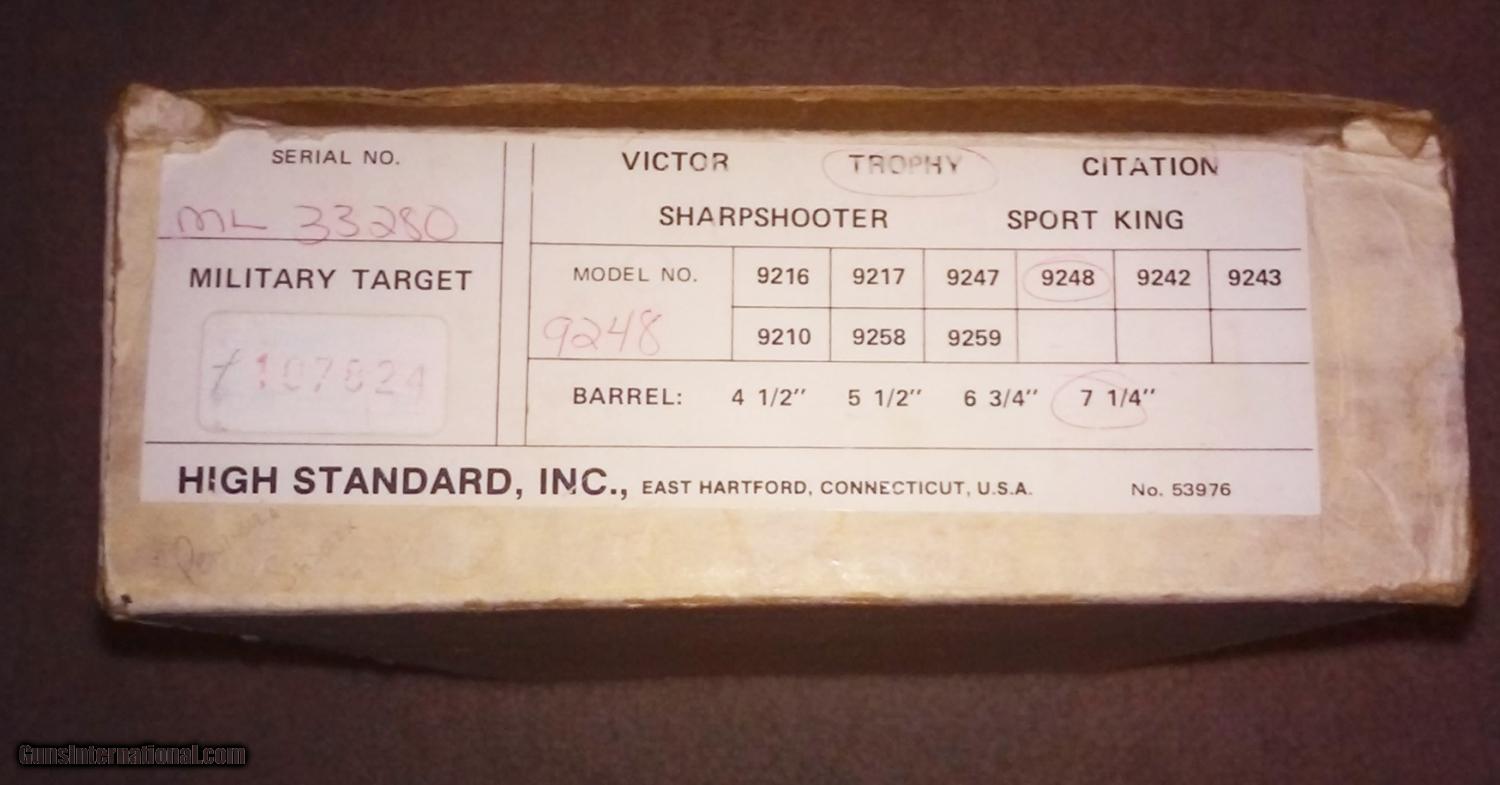 SERIAL NO.
ML 33280
MILITARY TARGET
107824
VICTOR TROPHY CITATION
SHARPSHOOTER SPORT KING
MODEL NO. 9216 9217 9247 9248 9242 9243
9248 9210 9258 9259
BARREL: 4 1/2" 5 1/2" 6 3/4" 7 1/4"
HIGH STANDARD, INC., EAST HARTFORD, CONNECTICUT, U.S.A. No. 53976
GunsInternational.com